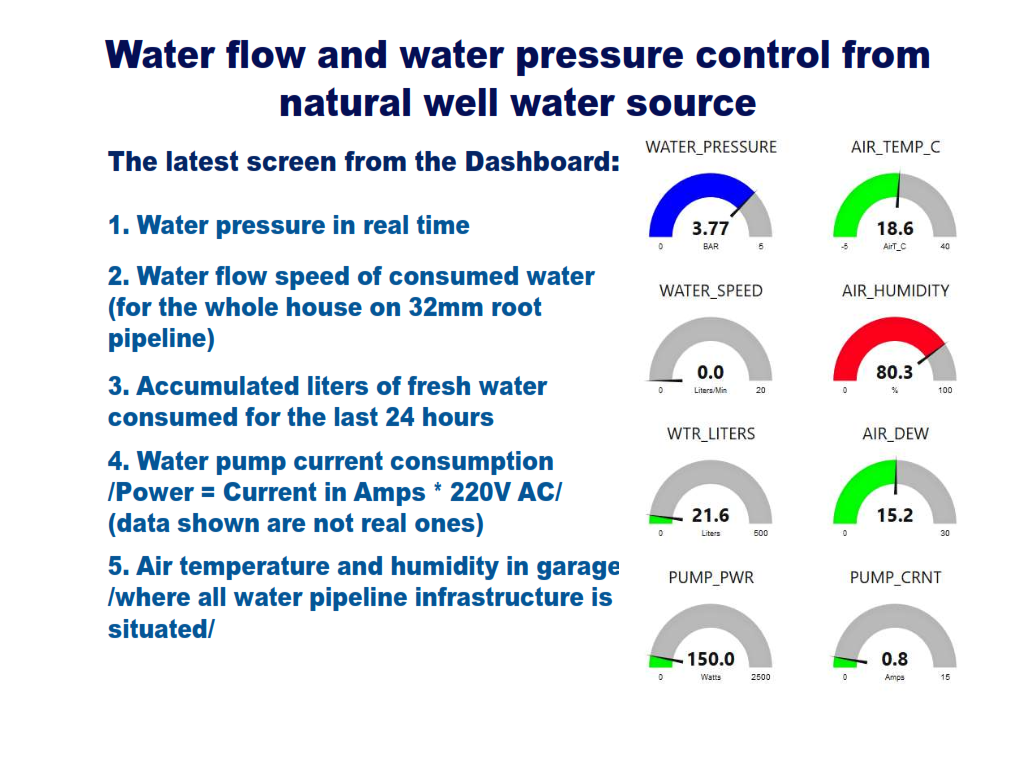 Water flow and water pressure control from
natural well water source
The latest screen from the Dashboard:
1. Water pressure in real time
2. Water flow speed of consumed water
(for the whole house on 32mm root
pipeline)
3. Accumulated liters of fresh water
consumed for the last 24 hours
4. Water pump current consumption
/Power = Current in Amps * 220V AC/
(data shown are not real ones)
5. Air temperature and humidity in garage
/where all water pipeline infrastructure is
situated/
WATER_PRESSURE
3.77
0 BAR 5
AIR_TEMP_C
18.6
-5 AirT_C 40
WATER_SPEED
0.0
0 Liters/Min 20
AIR_HUMIDITY
80.3
0 % 100
WTR_LITERS
21.6
0 Liters 500
AIR_DEW
15.2
0 30
PUMP_PWR
150.0
0 Watts 2500
PUMP_CRNT
0.8
0 Amps 15